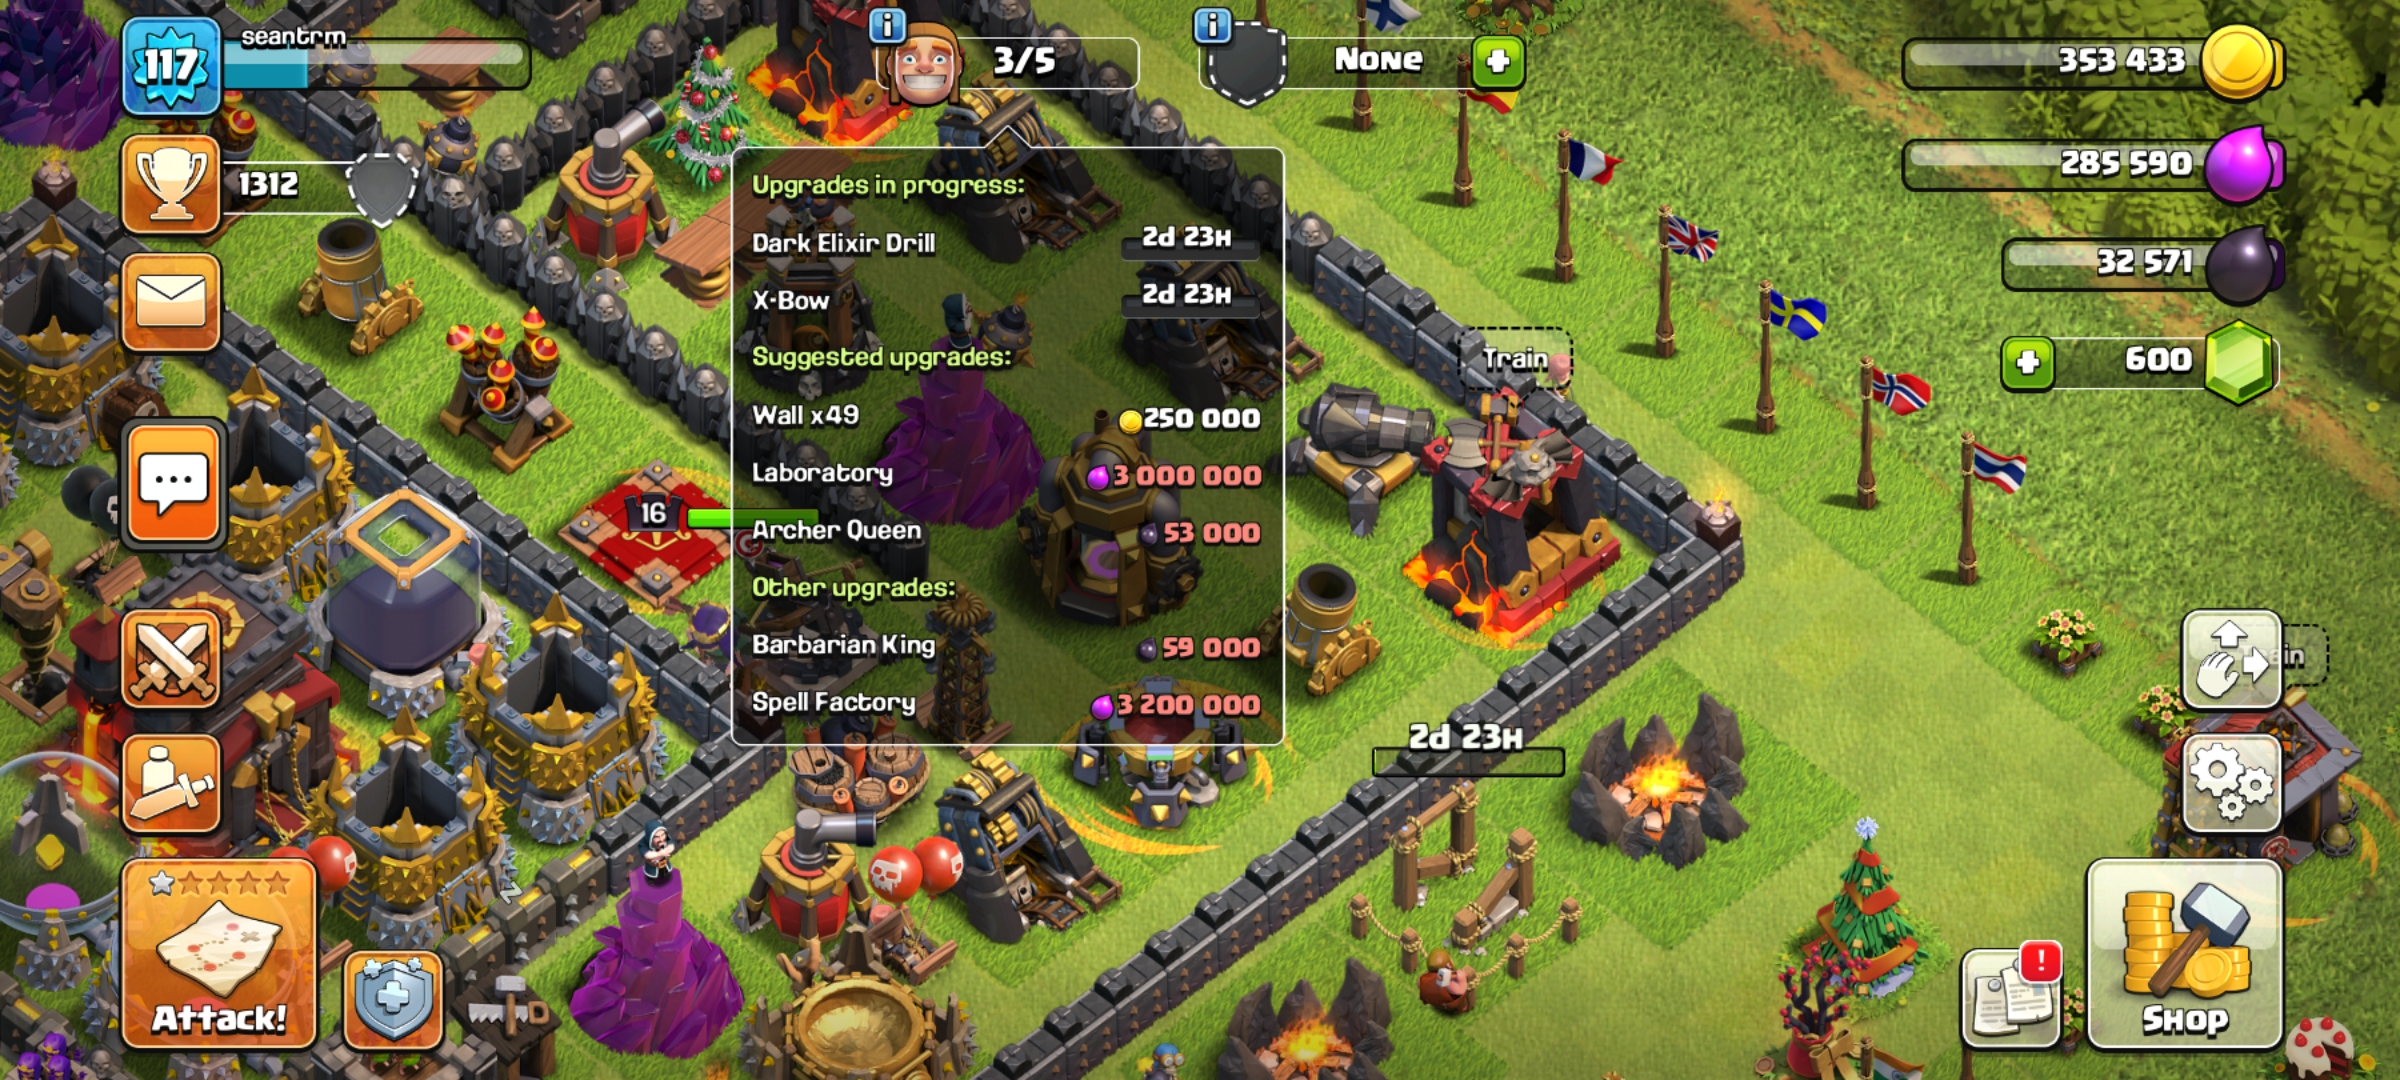 117
seantrm
3/5
None
353 433
1312
285 590
32 571
600
Upgrades in progress:
Dark Elixir Drill 2d 23H
X-Bow 2d 23H
Suggested upgrades:
Wall x49 250 000
Laboratory 3 000 000
Archer Queen 53 000
Other upgrades:
Barbarian King 59 000
Spell Factory 3 200 000
Train
16
2d 23H
Attack!
Shop